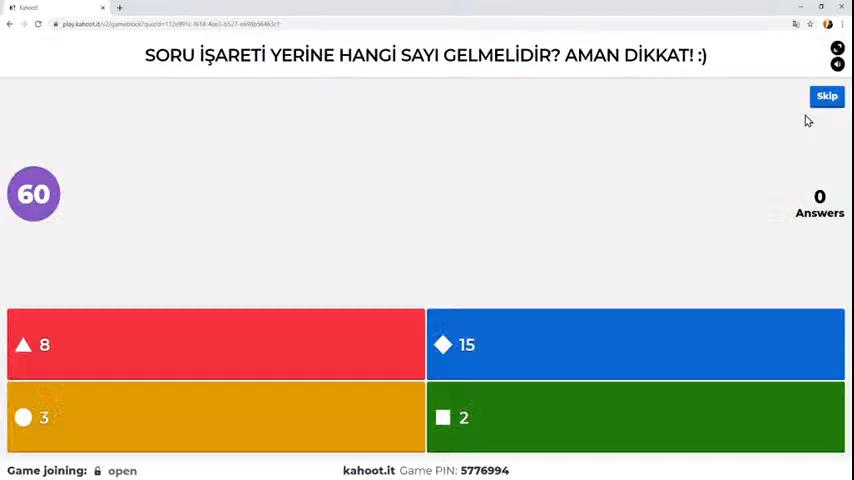 Kahoot!
SORU İŞARETİ YERİNE HANGİ SAYI GELMELİDİR? AMAN DİKKAT! :)
Skip
60
0
Answers
8
15
3
2
Game joining: open
kahoot.it Game PIN: 5776994